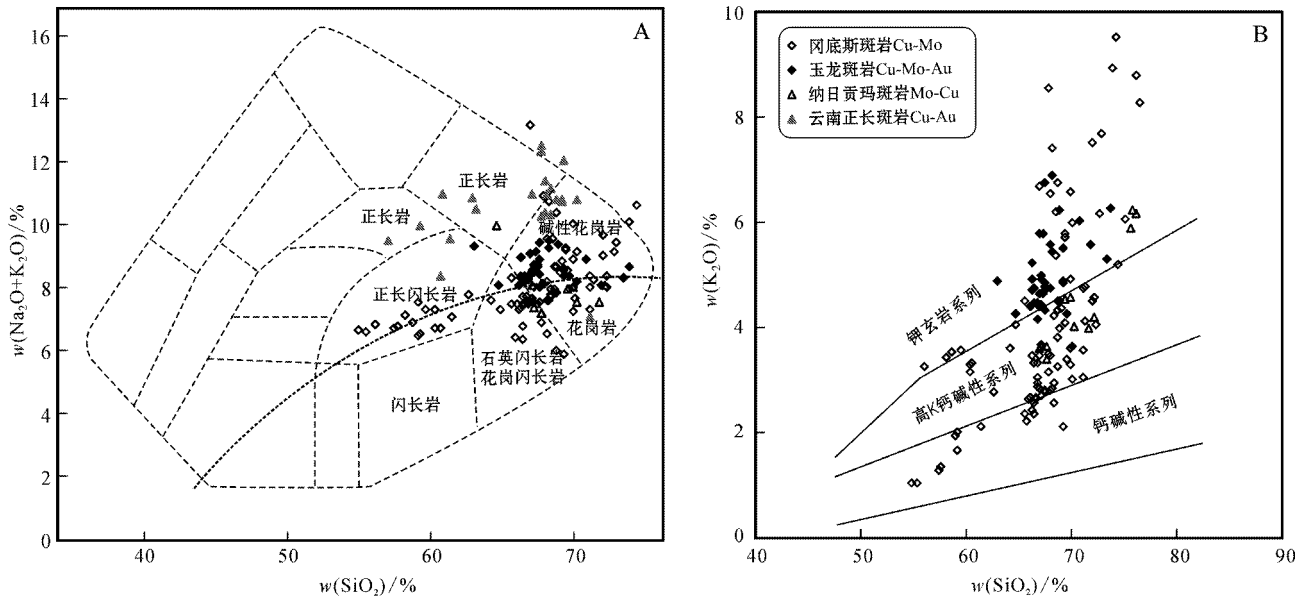 A
w(Na₂O+K₂O)/%
16
14
12
10
8
6
4
2
0
正长岩
正长岩
碱性花岗岩
正长闪长岩
花岗岩
石英闪长岩
花岗闪长岩
闪长岩
40
50
60
70
w(SiO₂)/%
B
w(K₂O)/%
10
8
6
4
2
0
冈底斯斑岩Cu-Mo
玉龙斑岩Cu-Mo-Au
纳日贡玛斑岩Mo-Cu
云南正长斑岩Cu-Au
钾玄岩系列
高K钙碱性系列
钙碱性系列
40
50
60
70
80
90
w(SiO₂)/%